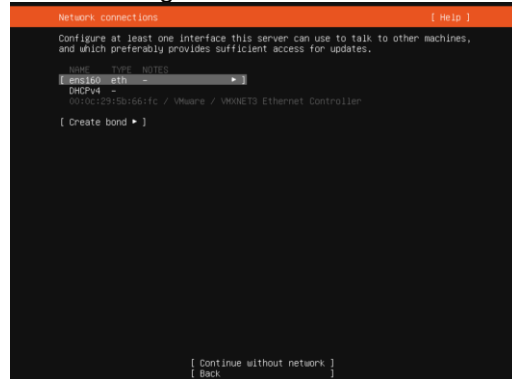 Network connections [ Help ]
Configure at least one interface this server can use to talk to other machines,
and which preferably provides sufficient access for updates.
NAME TYPE NOTES
[ ens160 eth - ▸ ]
DHCPv4 -
00:0c:29:5b:66:fc / VMware / VMXNET3 Ethernet Controller
[ Create bond ▸ ]
[ Continue without network ]
[ Back ]